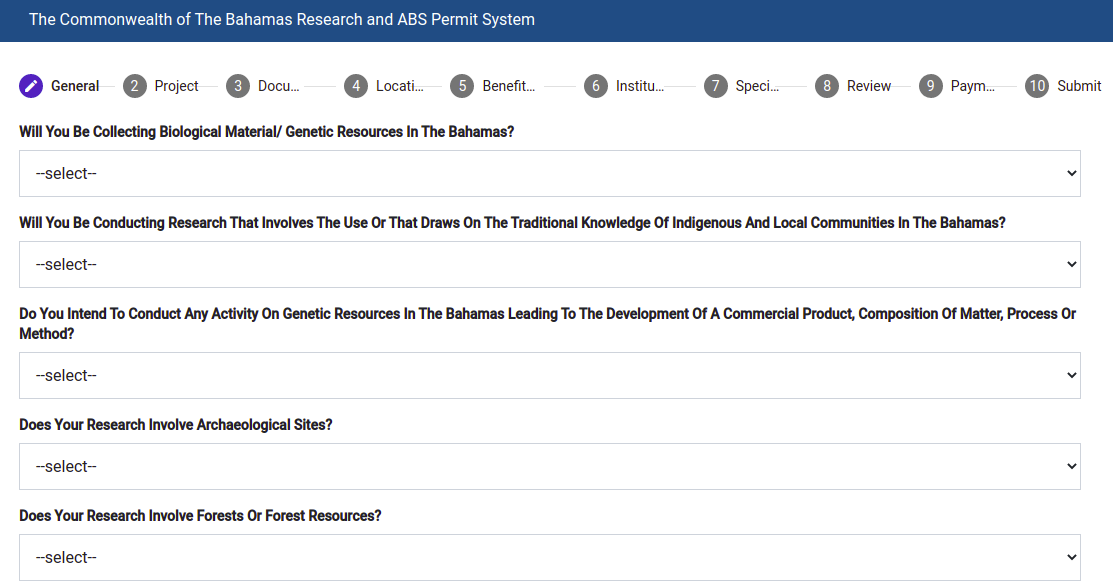 The Commonwealth of The Bahamas Research and ABS Permit System
General 2 Project 3 Docu... 4 Locati... 5 Benefit... 6 Institu... 7 Speci... 8 Review 9 Paym... 10 Submit
Will You Be Collecting Biological Material/ Genetic Resources In The Bahamas?
--select--
Will You Be Conducting Research That Involves The Use Or That Draws On The Traditional Knowledge Of Indigenous And Local Communities In The Bahamas?
--select--
Do You Intend To Conduct Any Activity On Genetic Resources In The Bahamas Leading To The Development Of A Commercial Product, Composition Of Matter, Process Or
Method?
--select--
Does Your Research Involve Archaeological Sites?
--select--
Does Your Research Involve Forests Or Forest Resources?
--select--